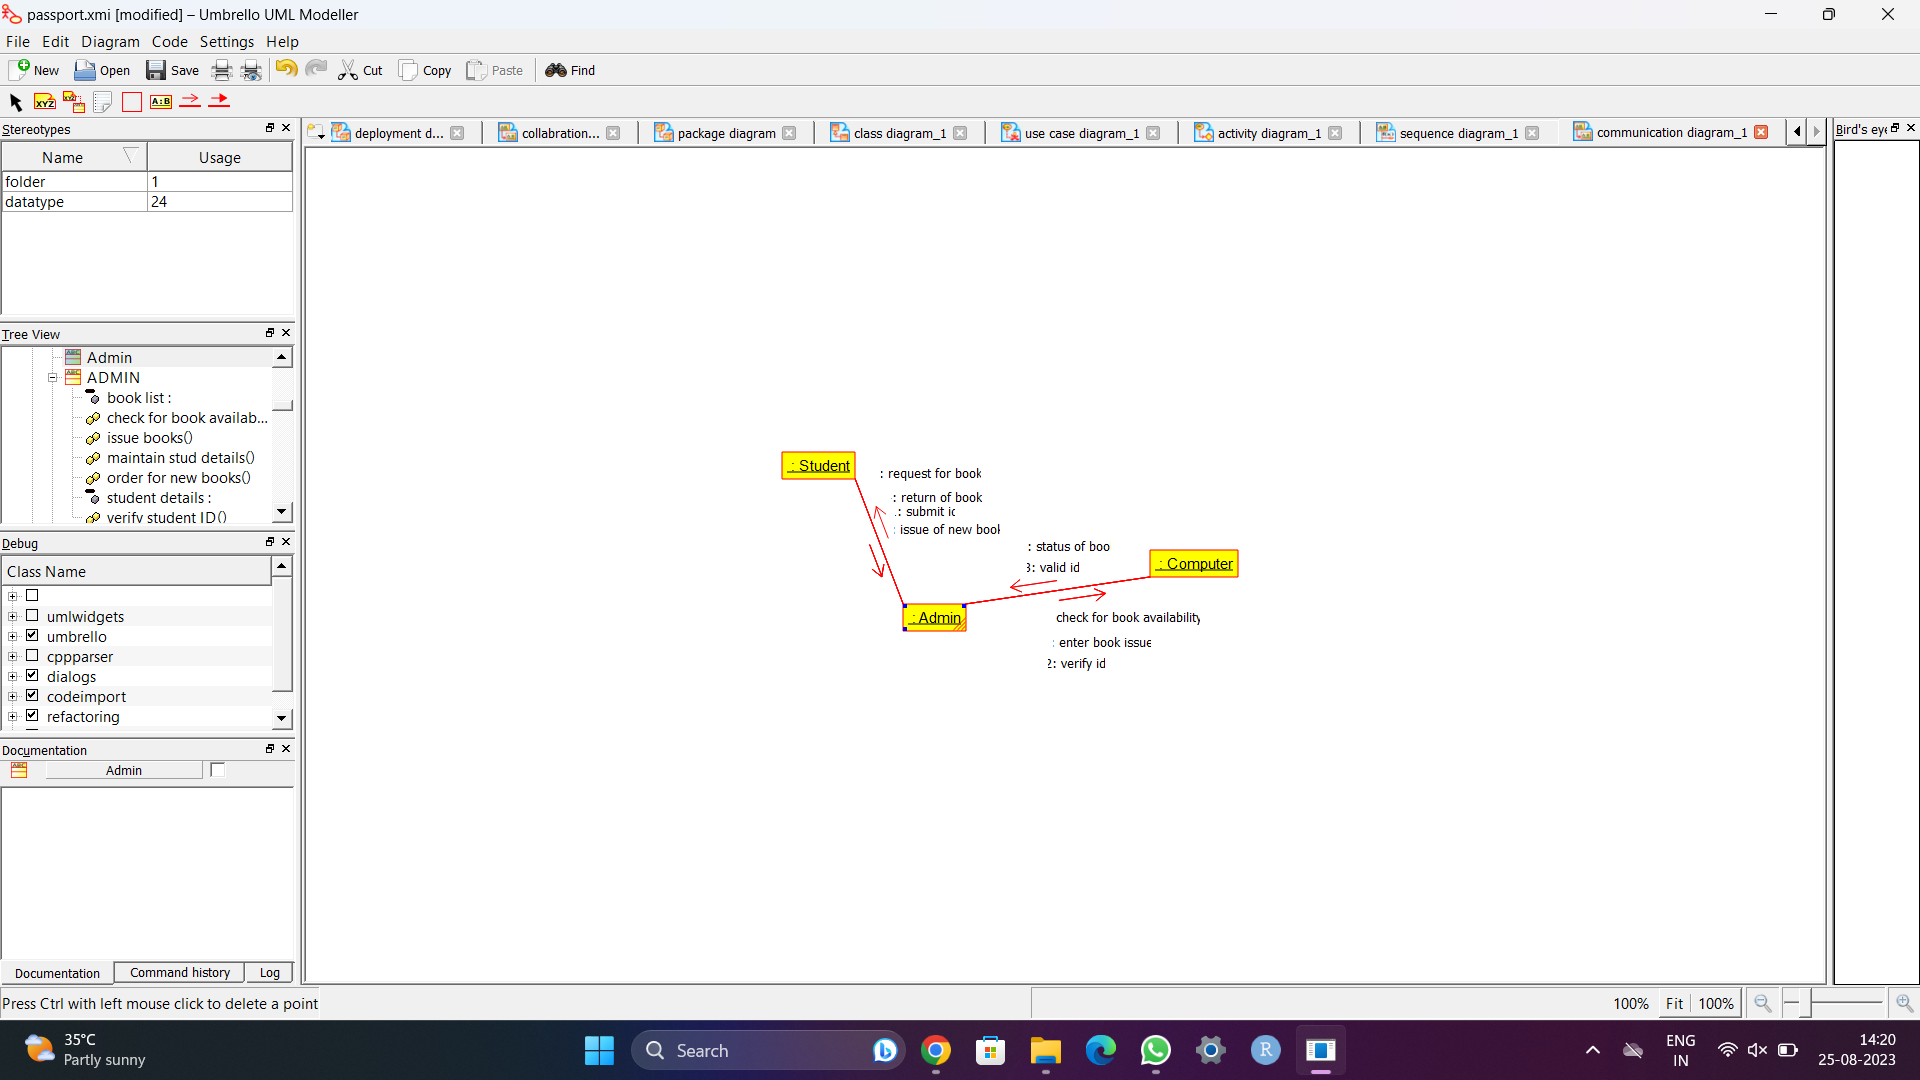 passport.xmi [modified] – Umbrello UML Modeller
File Edit Diagram Code Settings Help
New Open Save Cut Copy Paste Find
XYZ XYZ A:B
Stereotypes
Name Usage
folder 1
datatype 24
Tree View
Admin
ADMIN
book list :
check for book availab...
issue books()
maintain stud details()
order for new books()
student details :
verify student ID()
Debug
Class Name
umlwidgets
umbrello
cppparser
dialogs
codeimport
refactoring
Documentation
Admin
Documentation Command history Log
Press Ctrl with left mouse click to delete a point
deployment d... collabration... package diagram class diagram_1 use case diagram_1 activity diagram_1 sequence diagram_1 communication diagram_1
Bird's eye
: Student
: request for book
: return of book
: submit id
: issue of new book
: status of boo
3: valid id
: Computer
: Admin
check for book availability
: enter book issue
2: verify id
100% Fit 100%
35°C
Partly sunny
Search
R
ENG
IN
14:20
25-08-2023